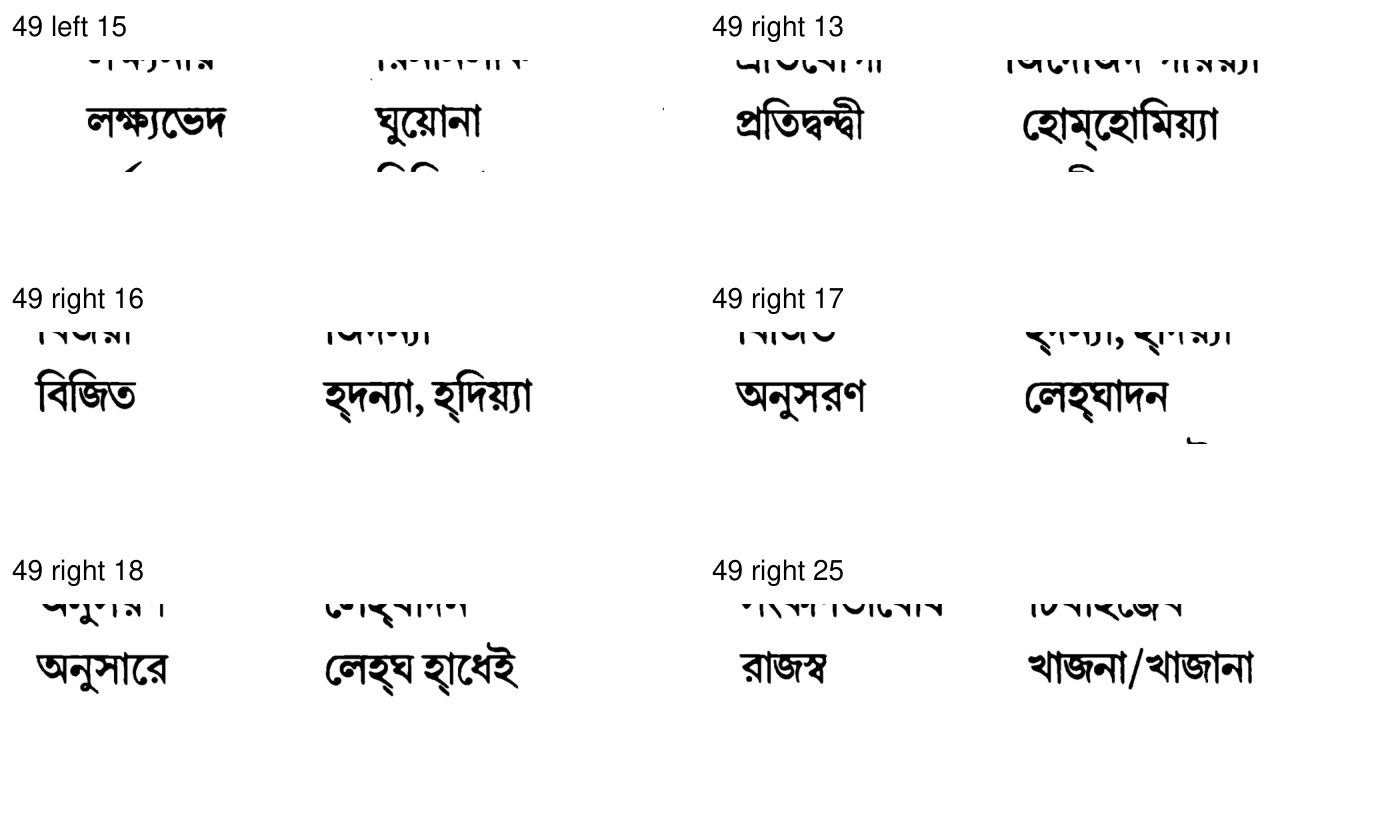 49 left 15
49 right 13
লক্ষ্যভেদ ঘুয়োনা
প্রতিদ্বন্দ্বী হোম্হোমিয়্যা
49 right 16
49 right 17
বিজিত হ্দন্যা, হ্দিয়্যা
অনুসরণ লেহ্ঘাদন
49 right 18
49 right 25
অনুসারে লেহ্ঘ হ্াধেই
রাজস্ব খাজনা/খাজানা